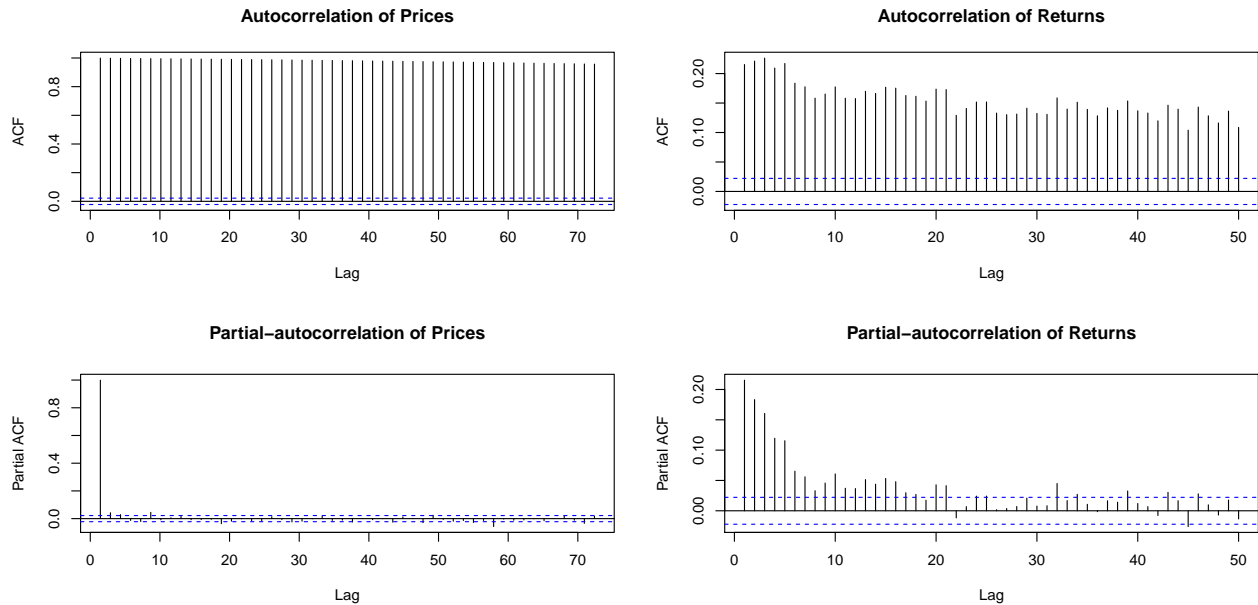 Autocorrelation of Prices
ACF
0.0 0.4 0.8
0 10 20 30 40 50 60 70
Lag
Autocorrelation of Returns
ACF
0.00 0.10 0.20
0 10 20 30 40 50
Lag
Partial−autocorrelation of Prices
Partial ACF
0.0 0.4 0.8
0 10 20 30 40 50 60 70
Lag
Partial−autocorrelation of Returns
Partial ACF
0.00 0.10 0.20
0 10 20 30 40 50
Lag